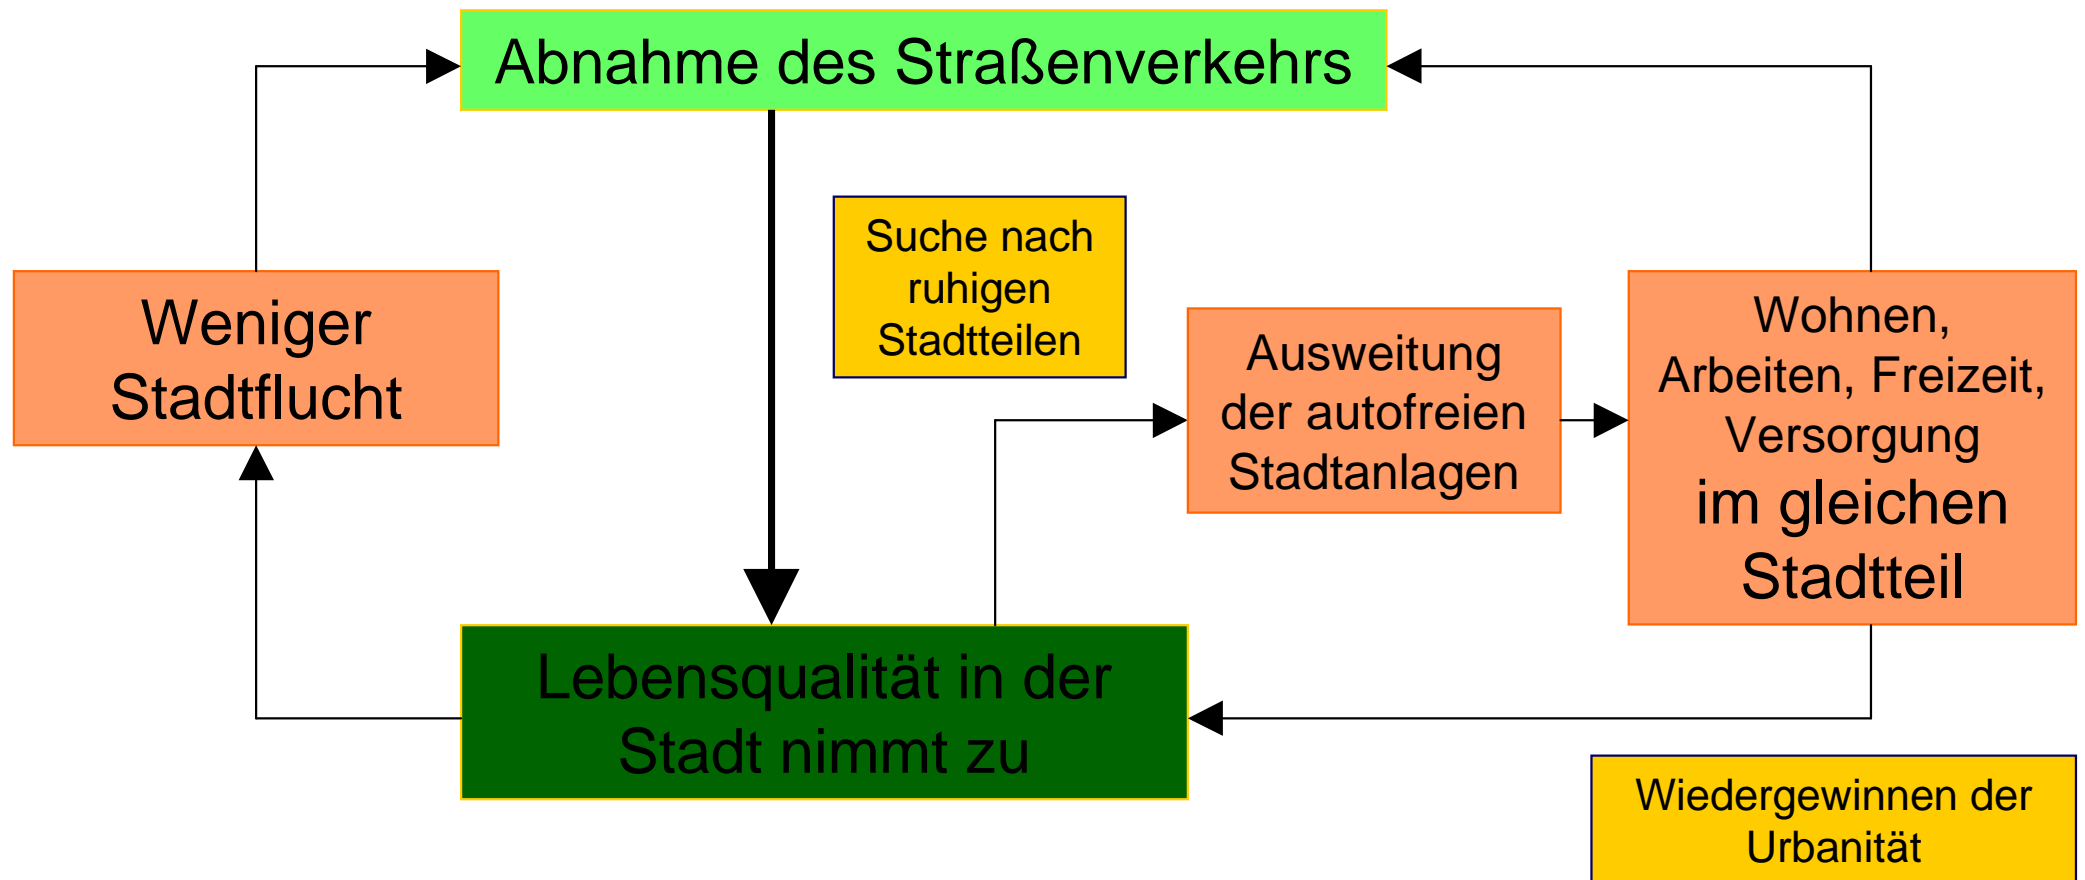 Abnahme des Straßenverkehrs
Suche nach
ruhigen
Stadtteilen
Weniger
Stadtflucht
Ausweitung
der autofreien
Stadtanlagen
Wohnen,
Arbeiten, Freizeit,
Versorgung
im gleichen
Stadtteil
Lebensqualität in der
Stadt nimmt zu
Wiedergewinnen der
Urbanität